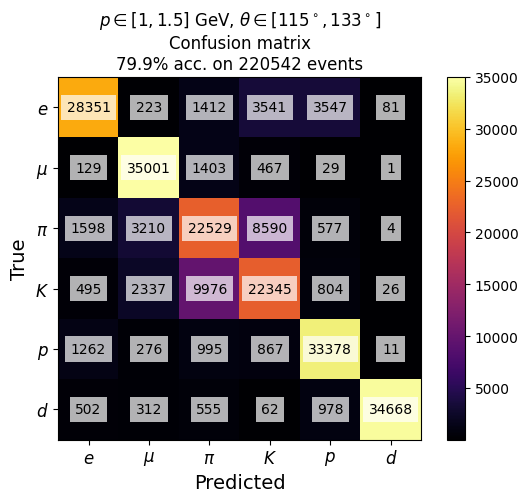 p ∈ [1, 1.5] GeV, θ ∈ [115°, 133°]
Confusion matrix
79.9% acc. on 220542 events
e 28351 223 1412 3541 3547 81
μ 129 35001 1403 467 29 1
π 1598 3210 22529 8590 577 4
K 495 2337 9976 22345 804 26
p 1262 276 995 867 33378 11
d 502 312 555 62 978 34668
e μ π K p d
True
Predicted
35000
30000
25000
20000
15000
10000
5000